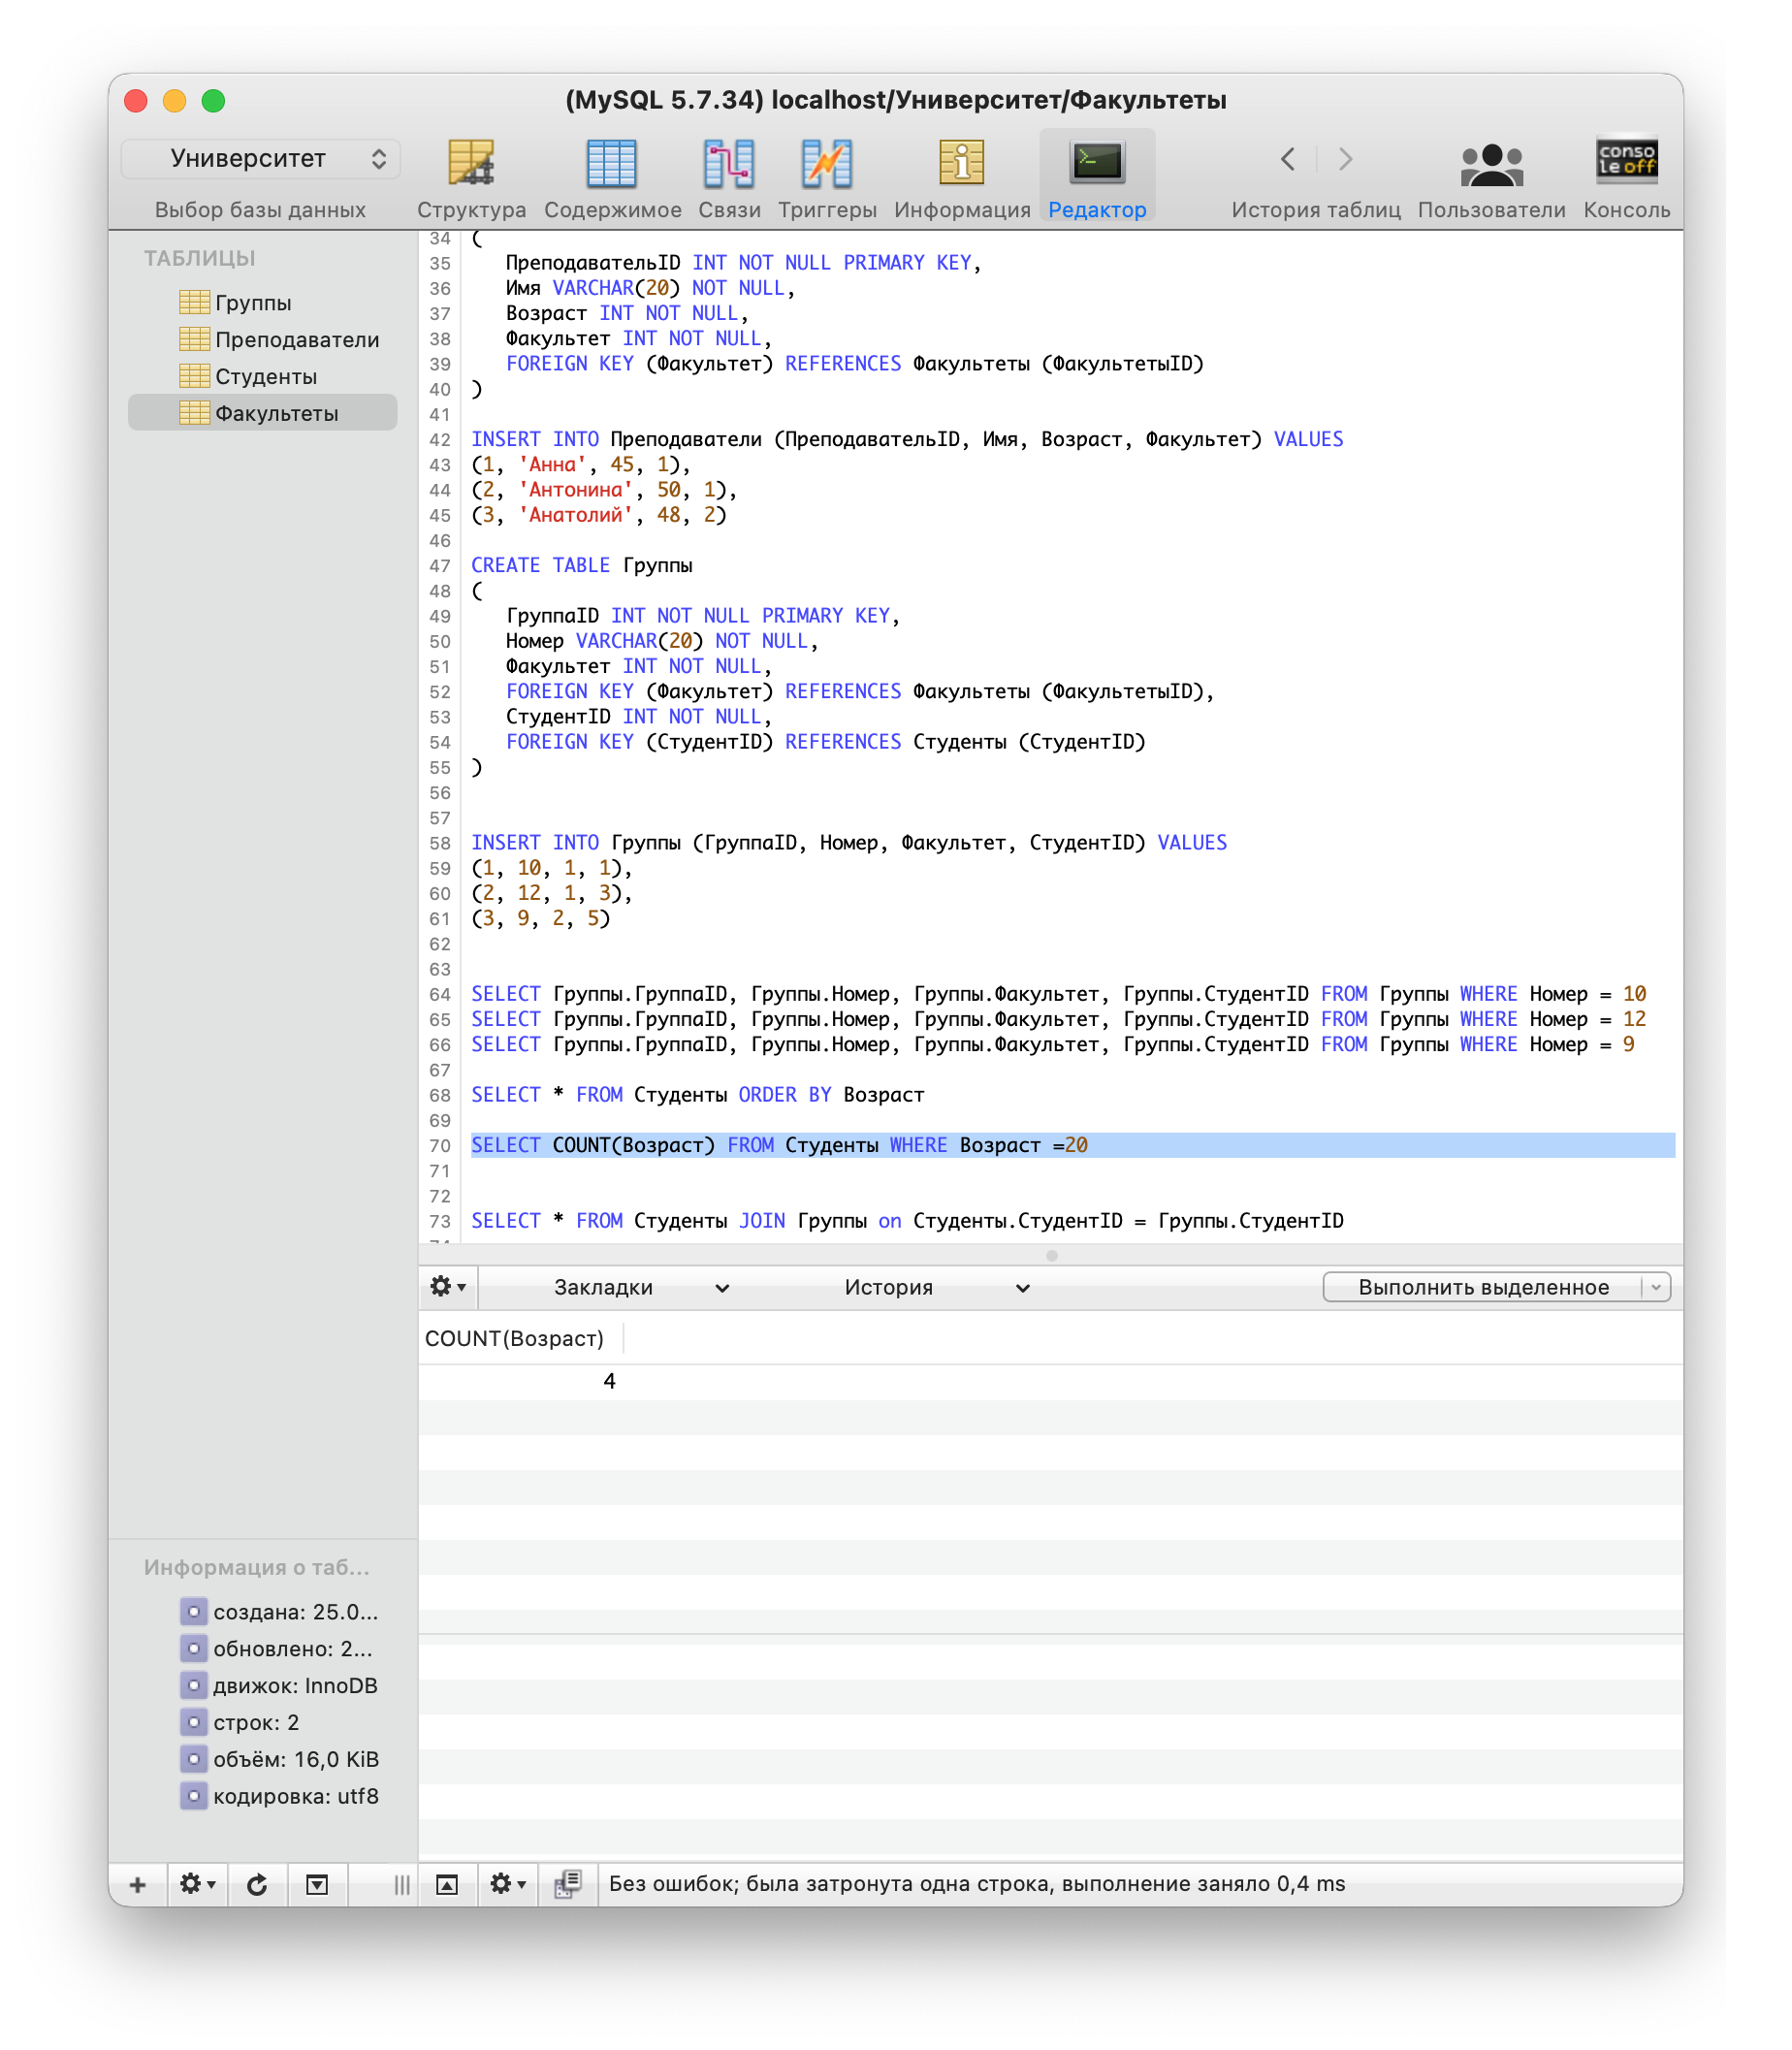 (MySQL 5.7.34) localhost/Университет/Факультеты
Университет
conso
le off
Выбор базы данных
Структура
Содержимое
Связи
Триггеры
Информация
Редактор
История таблиц
Пользователи
Консоль
ТАБЛИЦЫ
Группы
Преподаватели
Студенты
Факультеты
34 (
35 ПреподавательID INT NOT NULL PRIMARY KEY,
36 Имя VARCHAR(20) NOT NULL,
37 Возраст INT NOT NULL,
38 Факультет INT NOT NULL,
39 FOREIGN KEY (Факультет) REFERENCES Факультеты (ФакультетыID)
40 )
41
42 INSERT INTO Преподаватели (ПреподавательID, Имя, Возраст, Факультет) VALUES
43 (1, 'Анна', 45, 1),
44 (2, 'Антонина', 50, 1),
45 (3, 'Анатолий', 48, 2)
46
47 CREATE TABLE Группы
48 (
49 ГруппаID INT NOT NULL PRIMARY KEY,
50 Номер VARCHAR(20) NOT NULL,
51 Факультет INT NOT NULL,
52 FOREIGN KEY (Факультет) REFERENCES Факультеты (ФакультетыID),
53 СтудентID INT NOT NULL,
54 FOREIGN KEY (СтудентID) REFERENCES Студенты (СтудентID)
55 )
56
57
58 INSERT INTO Группы (ГруппаID, Номер, Факультет, СтудентID) VALUES
59 (1, 10, 1, 1),
60 (2, 12, 1, 3),
61 (3, 9, 2, 5)
62
63
64 SELECT Группы.ГруппаID, Группы.Номер, Группы.Факультет, Группы.СтудентID FROM Группы WHERE Номер = 10
65 SELECT Группы.ГруппаID, Группы.Номер, Группы.Факультет, Группы.СтудентID FROM Группы WHERE Номер = 12
66 SELECT Группы.ГруппаID, Группы.Номер, Группы.Факультет, Группы.СтудентID FROM Группы WHERE Номер = 9
67
68 SELECT * FROM Студенты ORDER BY Возраст
69
70 SELECT COUNT(Возраст) FROM Студенты WHERE Возраст =20
71
72
73 SELECT * FROM Студенты JOIN Группы on Студенты.СтудентID = Группы.СтудентID
Закладки
История
Выполнить выделенное
COUNT(Возраст)
4
Информация о таб...
создана: 25.0...
обновлено: 2...
движок: InnoDB
строк: 2
объём: 16,0 KiB
кодировка: utf8
Без ошибок; была затронута одна строка, выполнение заняло 0,4 ms